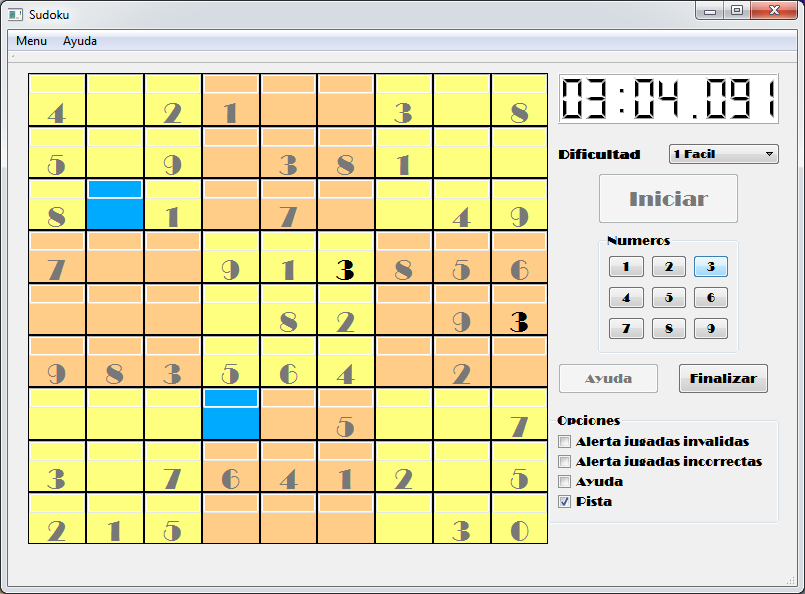 Sudoku
Menu Ayuda
4 2 1 3 8
5 9 3 8 1
8 1 7 4 9
7 9 1 3 8 5 6
8 2 9 3
9 8 3 5 6 4 2
5 7
3 7 6 4 1 2 5
2 1 5 3 0
03:04.091
Dificultad 1 Facil
Iniciar
Numeros
1 2 3
4 5 6
7 8 9
Ayuda Finalizar
Opciones
Alerta jugadas invalidas
Alerta jugadas incorrectas
Ayuda
Pista